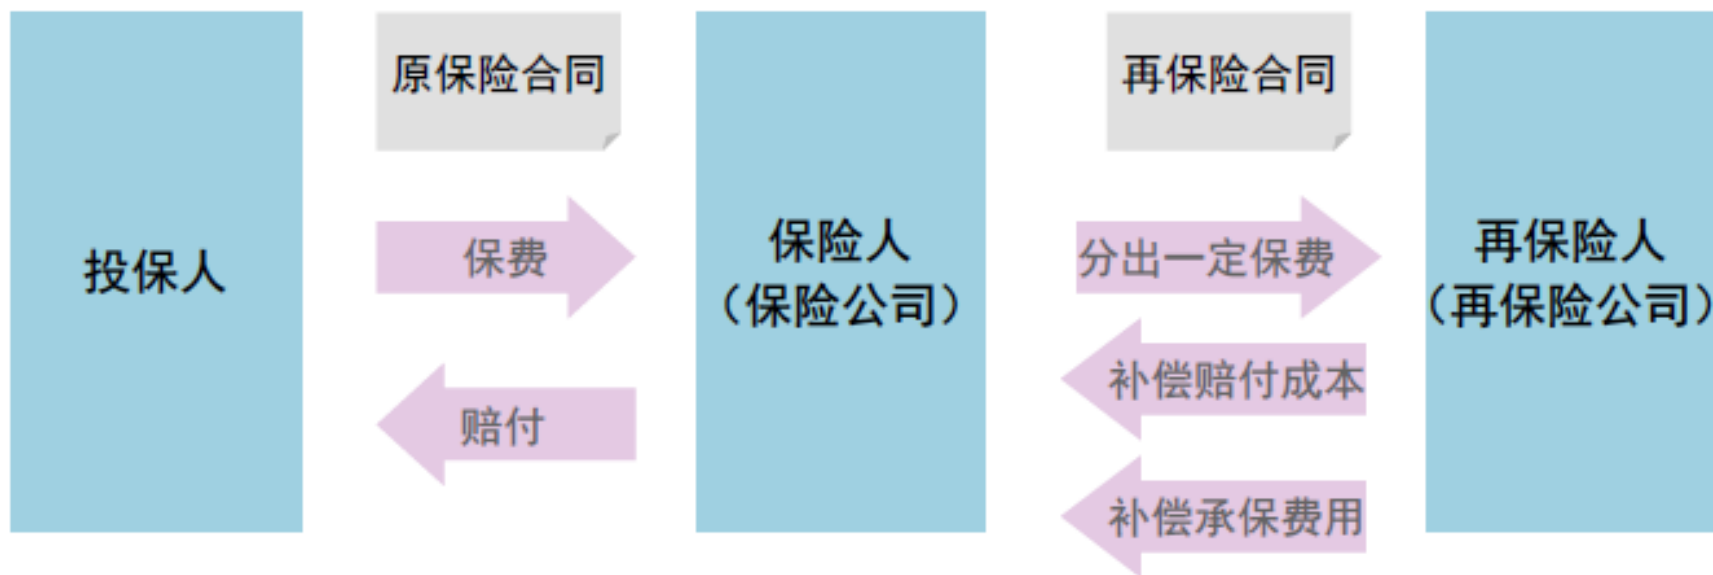 原保险合同
再保险合同
投保人
保费
赔付
保险人
（保险公司）
分出一定保费
补偿赔付成本
补偿承保费用
再保险人
（再保险公司）